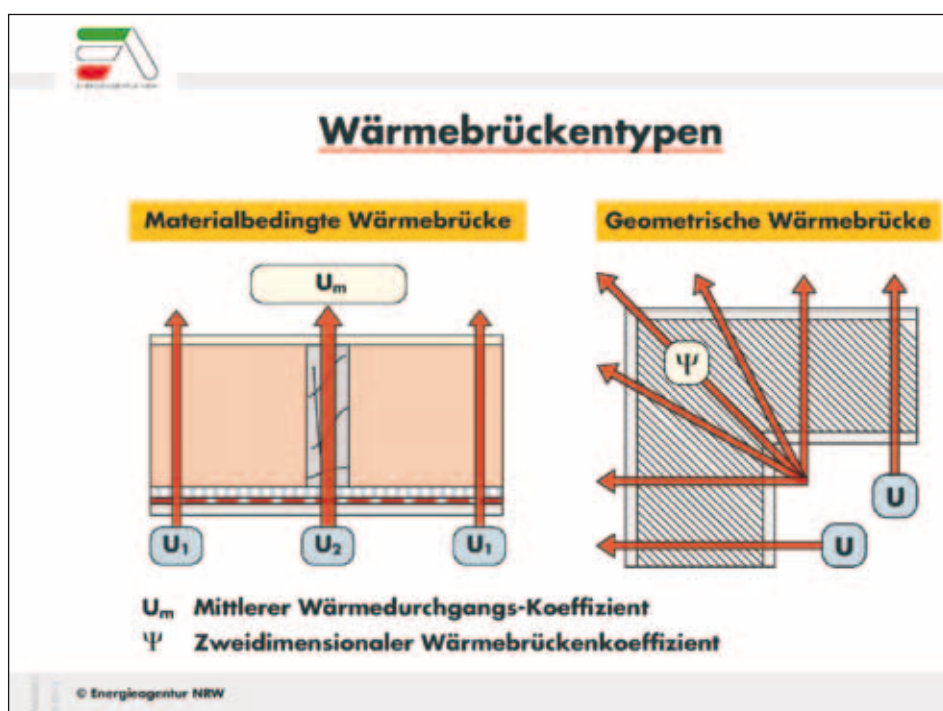 Wärmebrückentypen
Materialbedingte Wärmebrücke
Geometrische Wärmebrücke
Um
Ψ
U
U1
U2
U1
U
Um Mittlerer Wärmedurchgangs-Koeffizient
Ψ Zweidimensionaler Wärmebrückenkoeffizient
© Energieagentur NRW